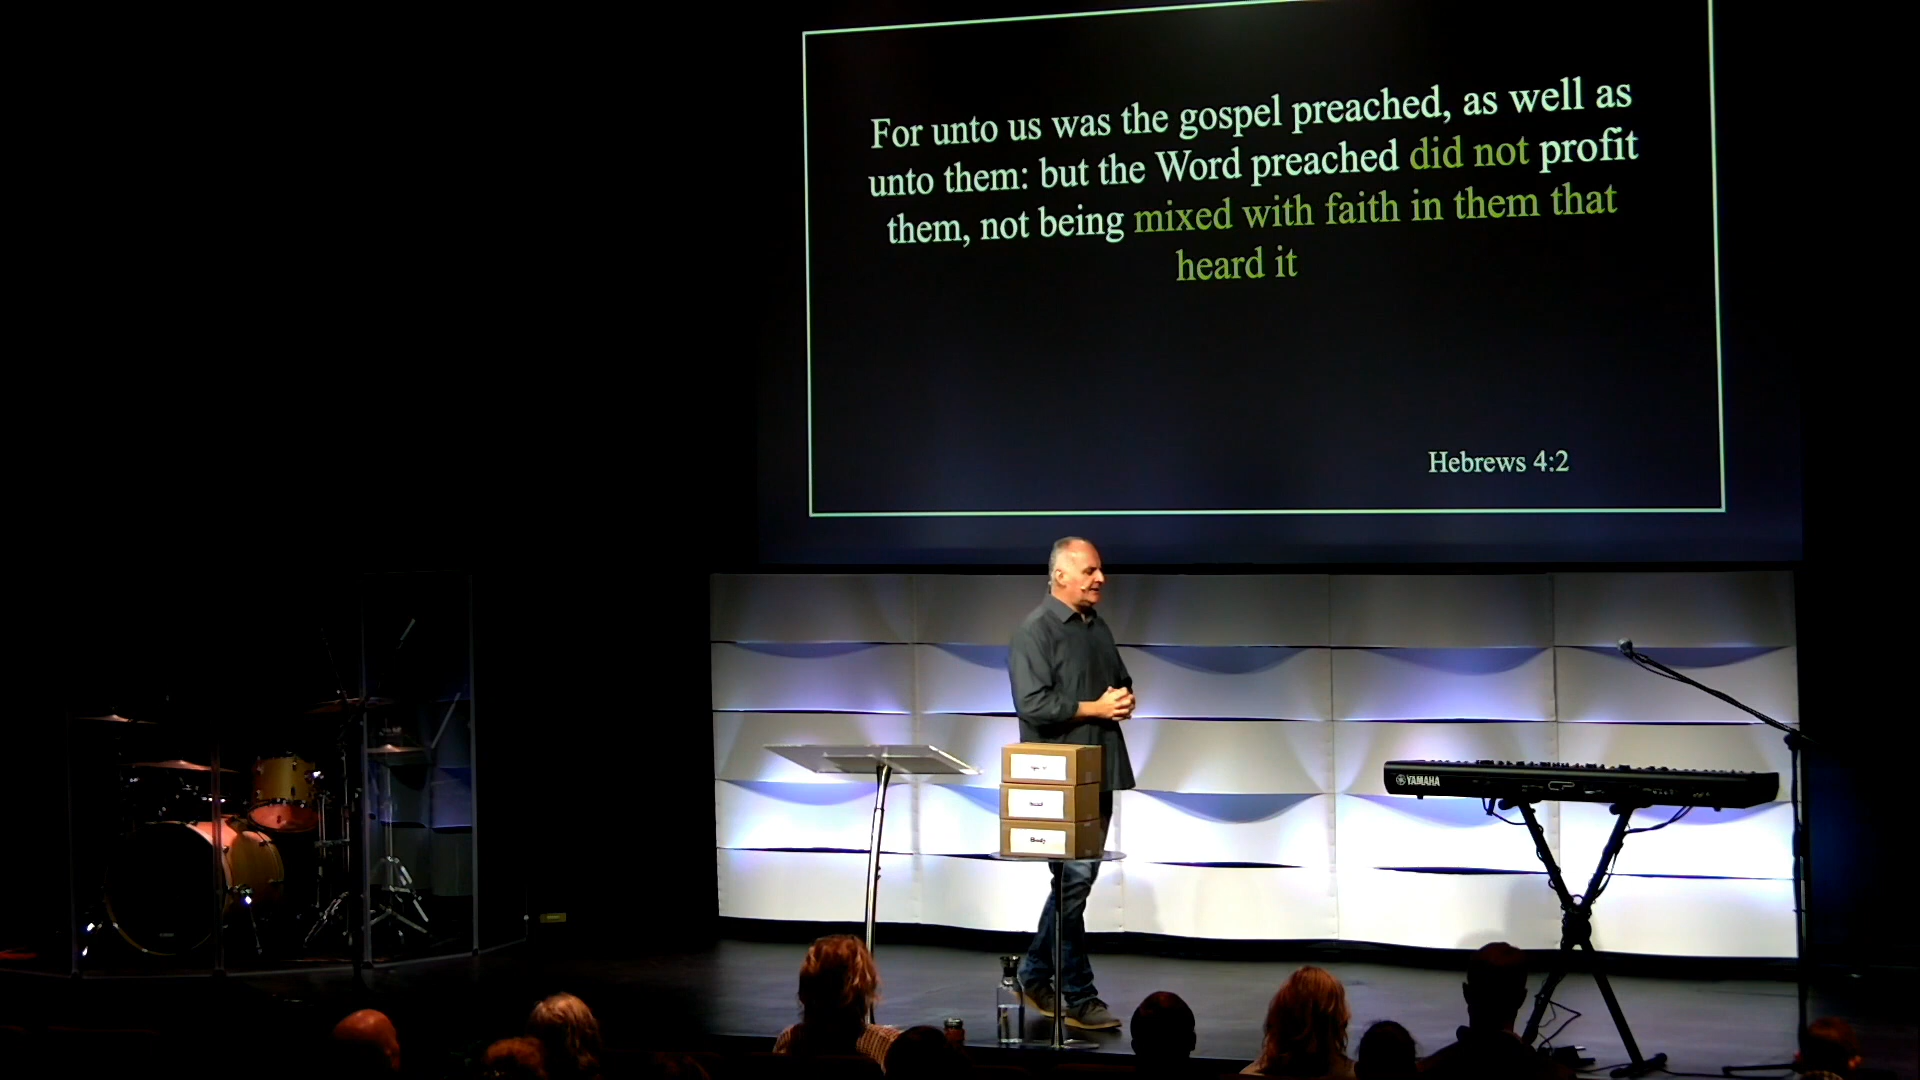 For unto us was the gospel preached, as well as
unto them: but the Word preached did not profit
them, not being mixed with faith in them that
heard it
Hebrews 4:2
YAMAHA